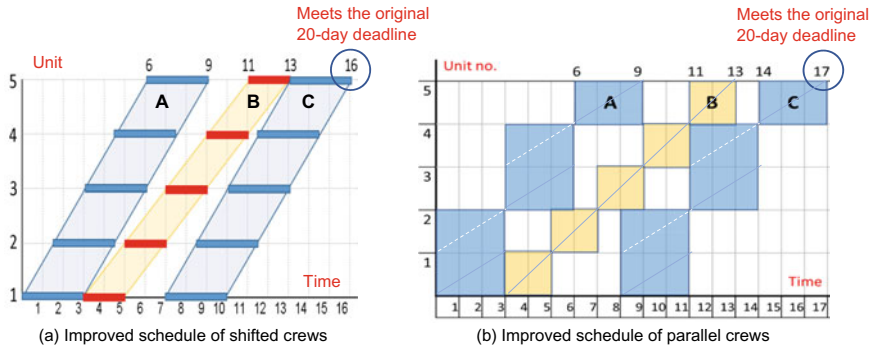 Meets the original
20-day deadline
Unit
6 9 11 13 16
5
A B C
4
3
2
1
Time
1 2 3 4 5 6 7 8 9 10 11 12 13 14 15 16
(a) Improved schedule of shifted crews
Meets the original
20-day deadline
Unit no.
6 9 11 13 14 17
5
A B C
4
3
2
1
Time
1 2 3 4 5 6 7 8 9 10 11 12 13 14 15 16 17
(b) Improved schedule of parallel crews